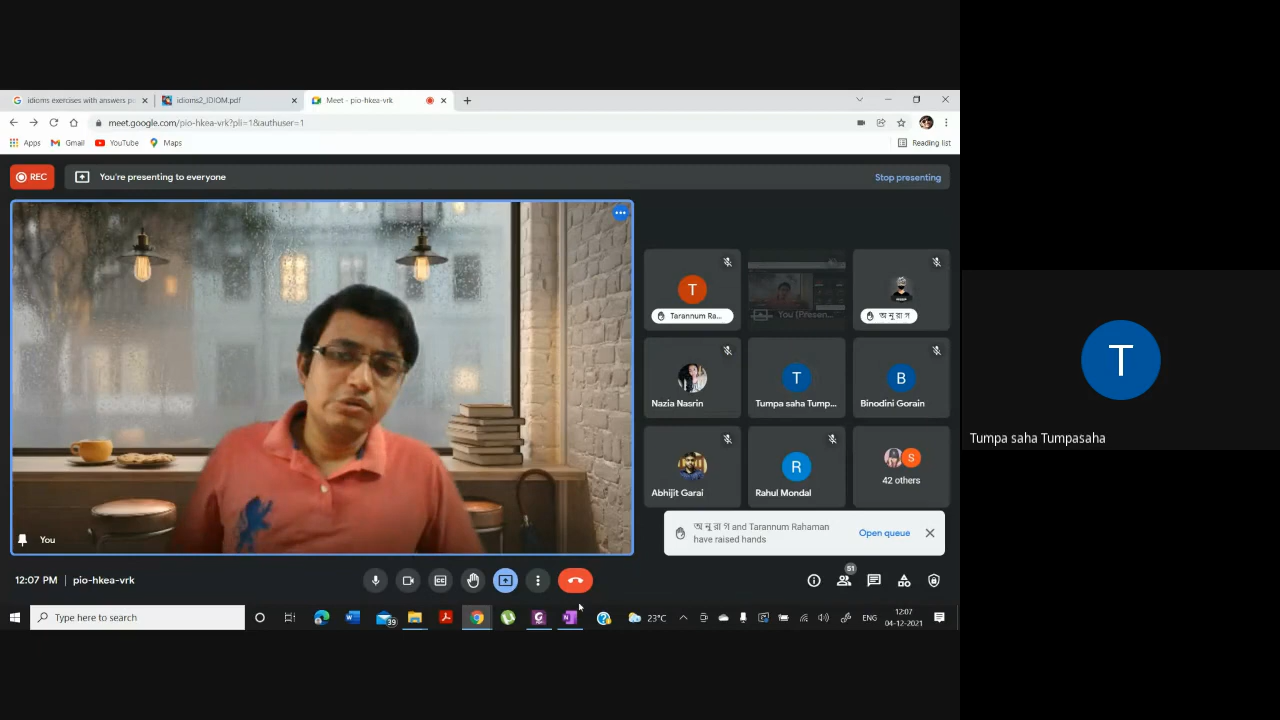 idioms exercises with answers p
idioms2_IDIOM.pdf
Meet - pio-hkea-vrk
meet.google.com/pio-hkea-vrk?pli=1&authuser=1
Apps
Gmail
YouTube
Maps
Reading list
REC
You're presenting to everyone
Stop presenting
T
Tarannum Ra...
You (Presen...
অ নু রা গ
Nazia Nasrin
T
Tumpa saha Tump...
B
Binodini Gorain
Abhijit Garai
R
Rahul Mondal
S
42 others
You
অ নু রা গ and Tarannum Rahaman
have raised hands
Open queue
12:07 PM | pio-hkea-vrk
51
Type here to search
39
23°C
ENG
12:07
04-12-2021
T
Tumpa saha Tumpasaha